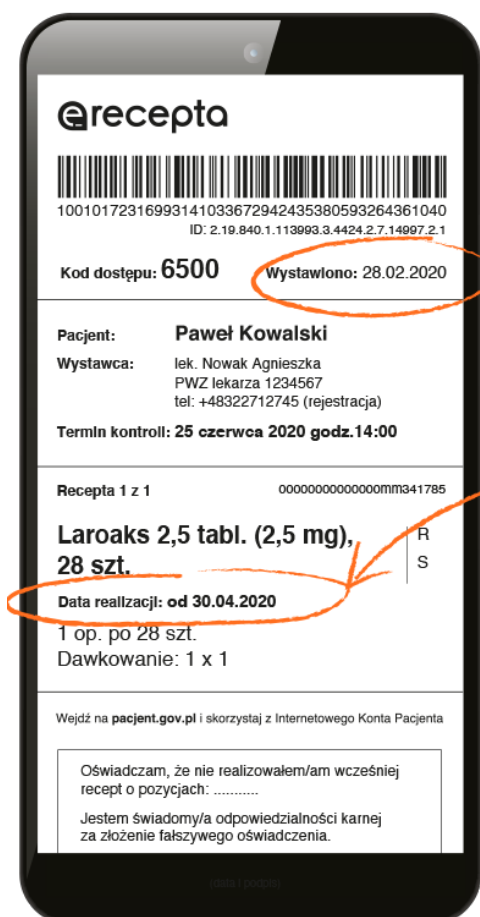 erecepta
10010172316993141033672942435380593264361040
ID: 2.19.840.1.113993.3.4424.2.7.14997.2.1
Kod dostępu: 6500 Wystawiono: 28.02.2020
Pacjent: Paweł Kowalski
Wystawca: lek. Nowak Agnieszka
PWZ lekarza 1234567
tel: +48322712745 (rejestracja)
Termin kontroli: 25 czerwca 2020 godz.14:00
Recepta 1 z 1 00000000000000mm341785
Laroaks 2,5 tabl. (2,5 mg), R
28 szt. S
Data realizacji: od 30.04.2020
1 op. po 28 szt.
Dawkowanie: 1 x 1
Wejdź na pacjent.gov.pl i skorzystaj z Internetowego Konta Pacjenta
Oświadczam, że nie realizowałem/am wcześniej
recept o pozycjach: ...........
Jestem świadomy/a odpowiedzialności karnej
za złożenie fałszywego oświadczenia.
(data i podpis)